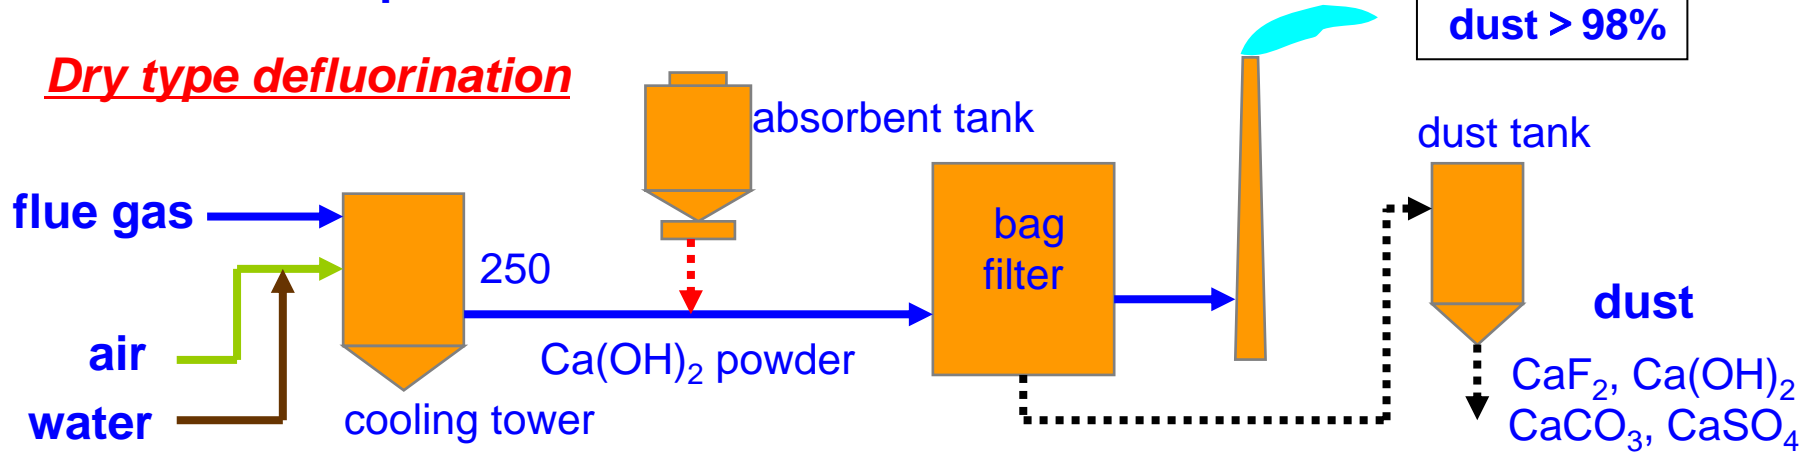 dust > 98%
Dry type defluorination
absorbent tank
dust tank
flue gas
bag
filter
250
dust
air
Ca(OH)₂ powder
CaF₂, Ca(OH)₂
water
cooling tower
CaCO₃, CaSO₄